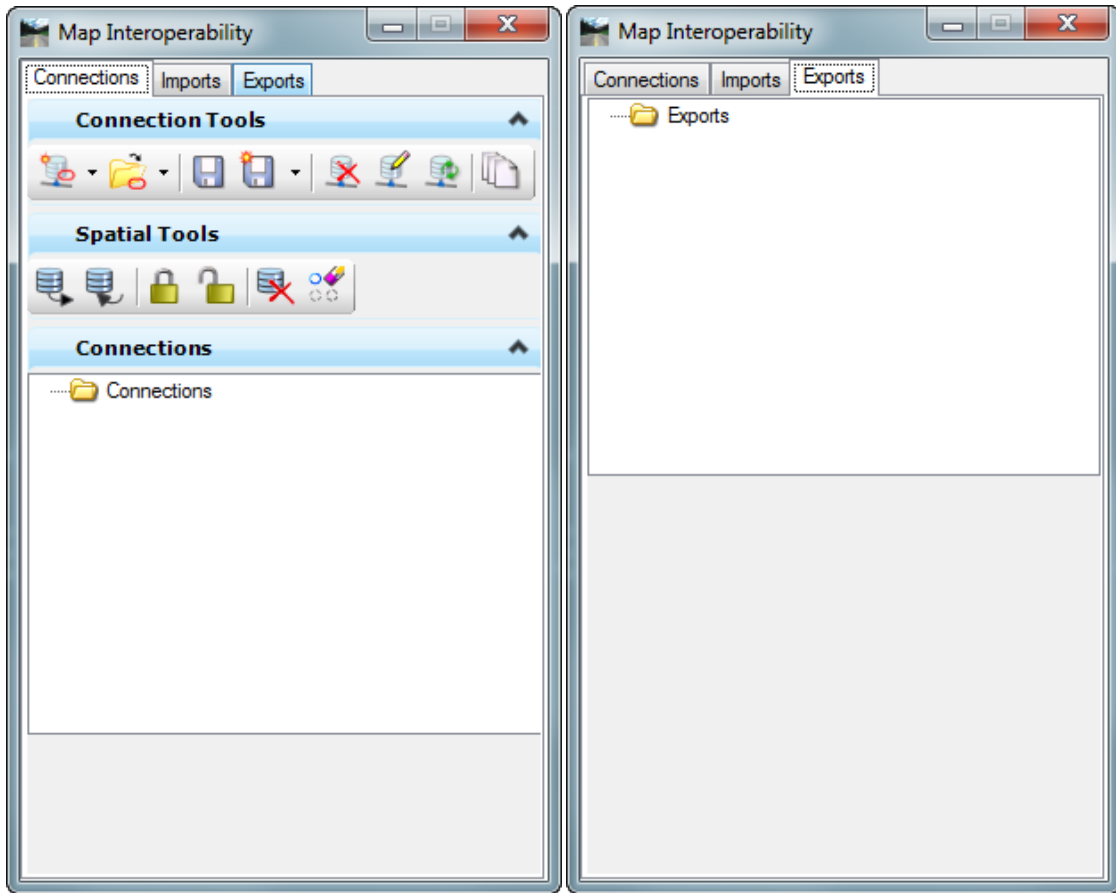 Map Interoperability
Connections Imports Exports
Connection Tools
Spatial Tools
Connections
Connections
Map Interoperability
Connections Imports Exports
Exports